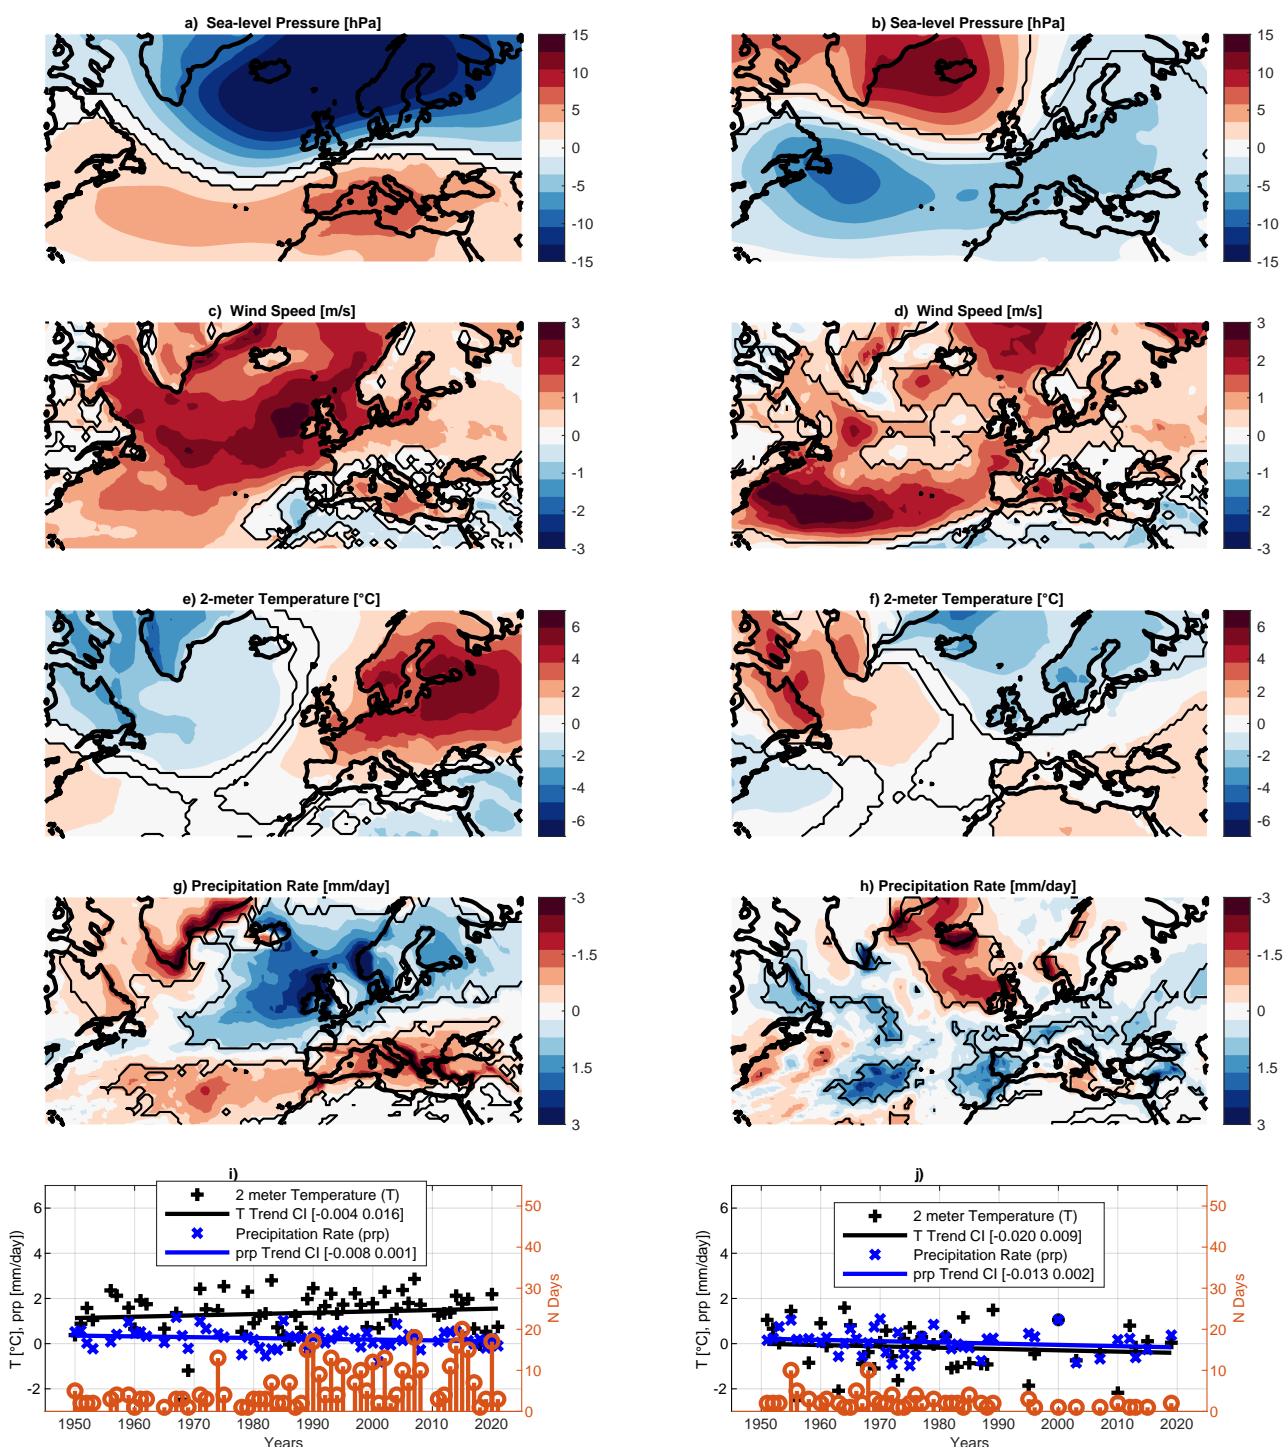 a)  Sea-level Pressure [hPa]
15
10
5
0
-5
-10
-15
b) Sea-level Pressure [hPa]
15
10
5
0
-5
-10
-15
c)  Wind Speed [m/s]
3
2
1
0
-1
-2
-3
d)  Wind Speed [m/s]
3
2
1
0
-1
-2
-3
e) 2-meter Temperature [°C]
6
4
2
0
-2
-4
-6
f) 2-meter Temperature [°C]
6
4
2
0
-2
-4
-6
g) Precipitation Rate [mm/day]
-3
-1.5
0
1.5
3
h) Precipitation Rate [mm/day]
-3
-1.5
0
1.5
3
i)
2 meter Temperature (T)
T Trend CI [-0.004 0.016]
Precipitation Rate (prp)
prp Trend CI [-0.008 0.001]
T [°C], prp [mm/day])
6
4
2
0
-2
50
40
30
20
10
0
N Days
1950 1960 1970 1980 1990 2000 2010 2020
Years
j)
2 meter Temperature (T)
T Trend CI [-0.020 0.009]
Precipitation Rate (prp)
prp Trend CI [-0.013 0.002]
T [°C], prp [mm/day])
6
4
2
0
-2
50
40
30
20
10
0
N Days
1950 1960 1970 1980 1990 2000 2010 2020
Years